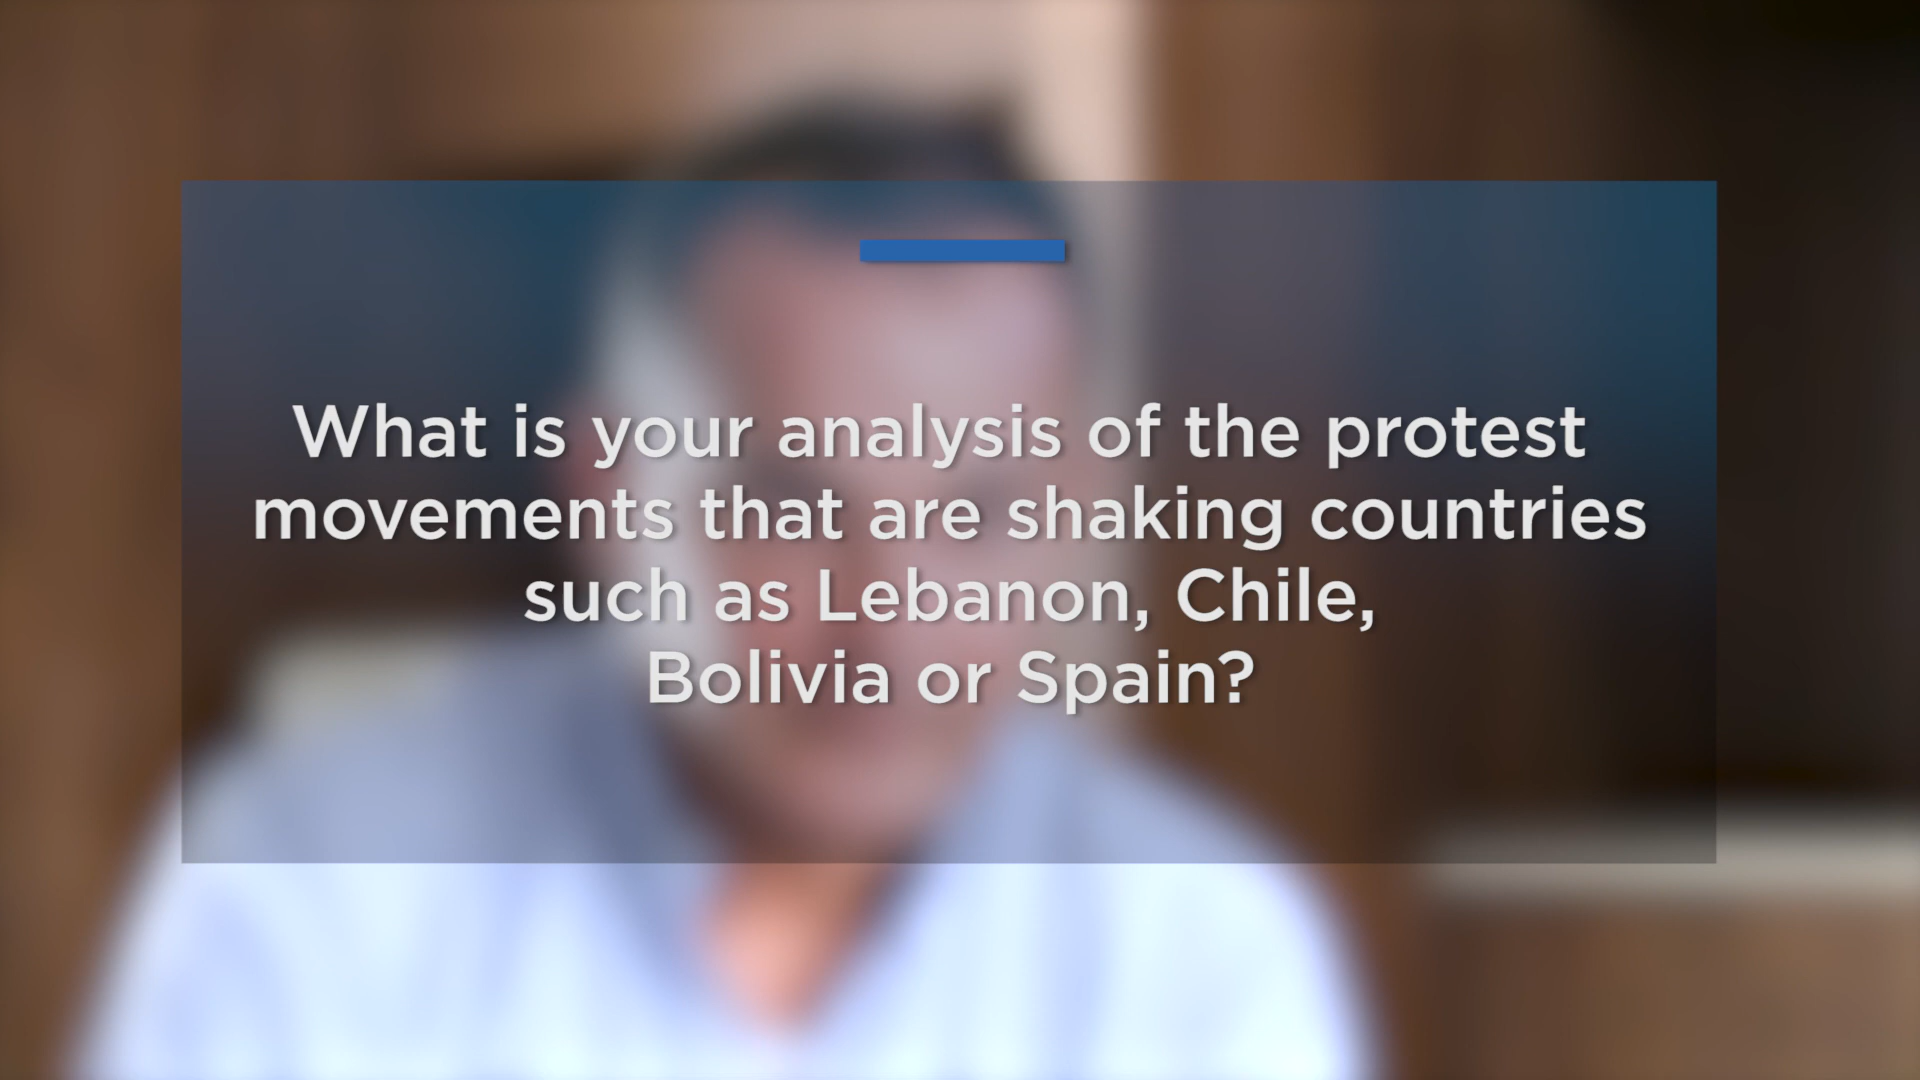 What is your analysis of the protest
movements that are shaking countries
such as Lebanon, Chile,
Bolivia or Spain?